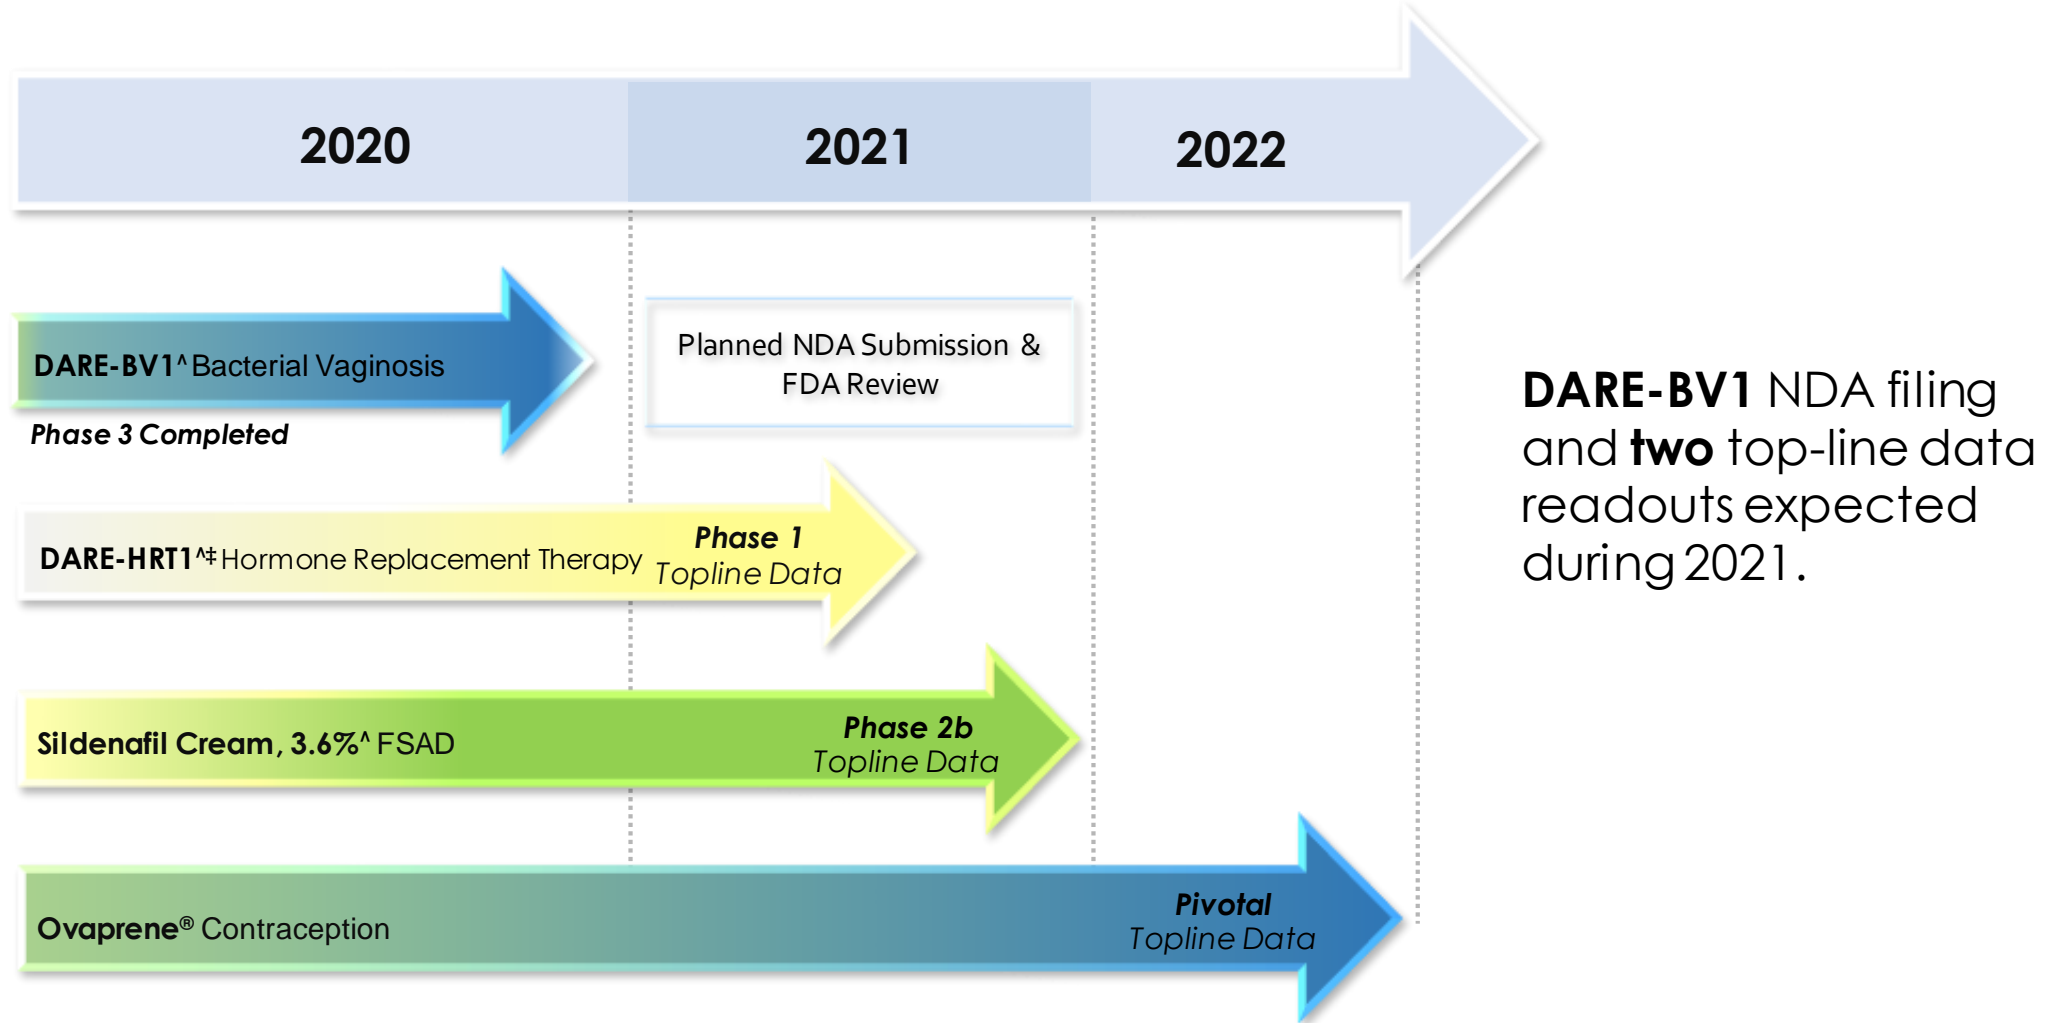 2020
2021
2022
DARE-BV1^ Bacterial Vaginosis
Phase 3 Completed
Planned NDA Submission &
FDA Review
DARE-HRT1^‡ Hormone Replacement Therapy
Phase 1
Topline Data
Sildenafil Cream, 3.6%^ FSAD
Phase 2b
Topline Data
Ovaprene® Contraception
Pivotal
Topline Data
DARE-BV1 NDA filing
and two top-line data
readouts expected
during 2021.